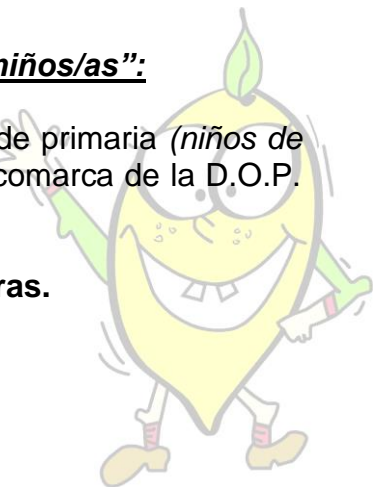 niños/as”:
de primaria (niños de
comarca de la D.O.P.
ras.